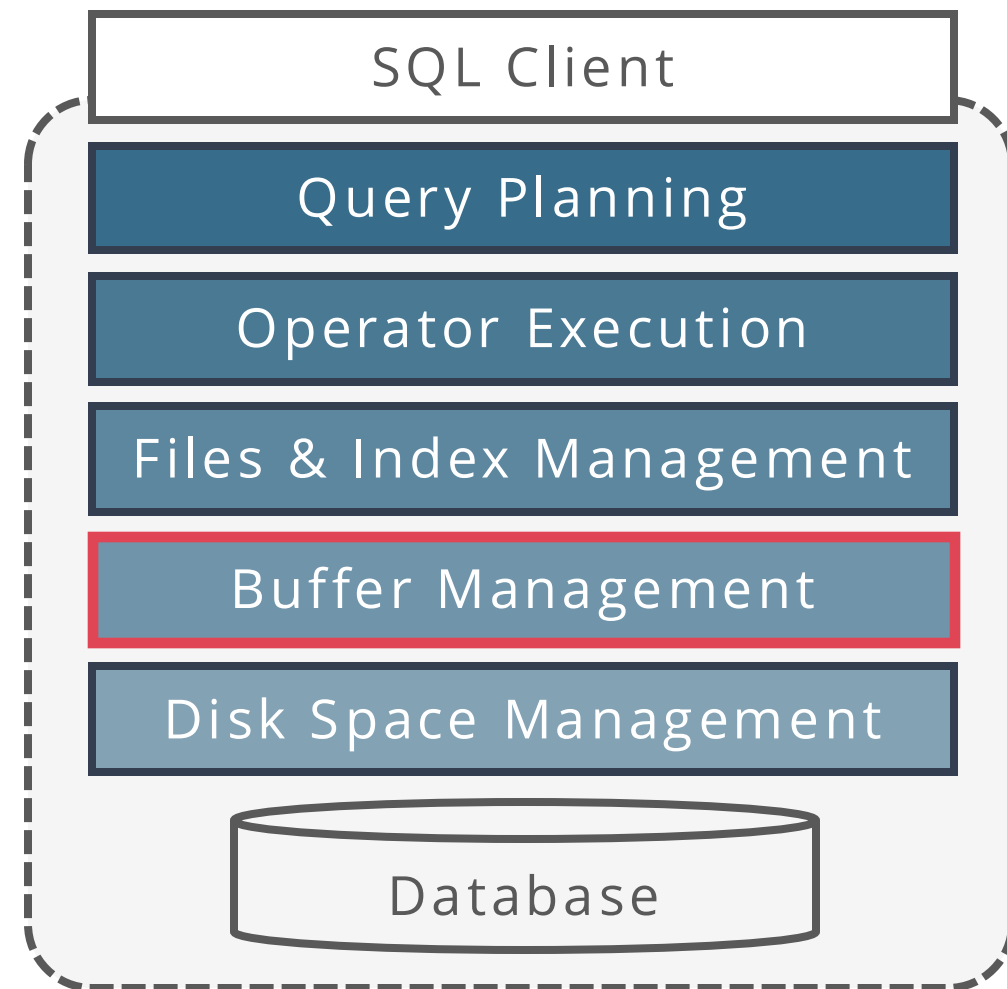 SQL Client
Query Planning
Operator Execution
Files & Index Management
Buffer Management
Disk Space Management
Database